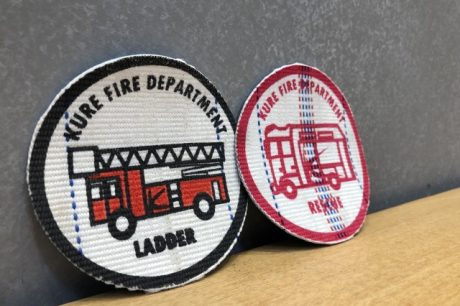 KURE FIRE DEPARTMENT
LADDER
KURE FIRE DEPARTMENT
RESCUE